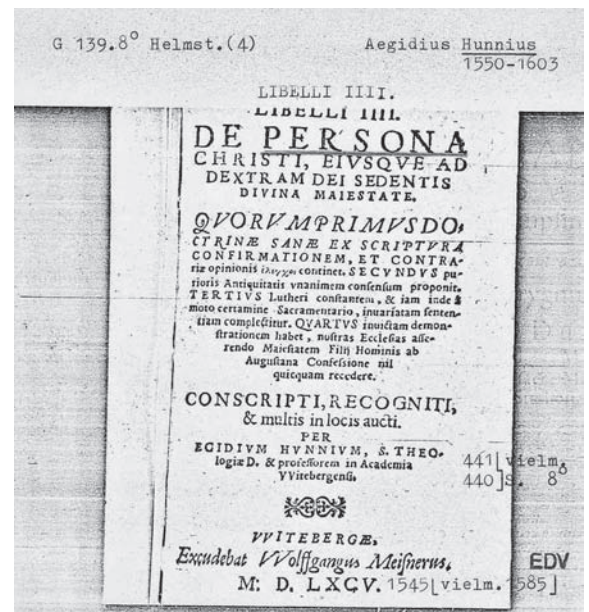 G 139.8⁰ Helmst.(4) Aegidius Hunnius
1550-1603
LIBELLI IIII.
LIBELLI IIII.
DE PERSONA
CHRISTI, EIVSQVE AD
DEXTRAM DEI SEDENTIS
DIVINA MAIESTATE.
QVORVM PRIMVS DO-
CTRINÆ SANÆ EX SCRIPTVRA
CONFIRMATIONEM, ET CONTRA-
riæ opinionis ἔλεγχον continet. SECVNDVS pu-
rioris Antiquitatis vnanimem consensum proponit.
TERTIVS Lutheri constantem, & iam inde à
moto certamine Sacramentario, inuariatam senten-
tiam complectitur. QVARTVS inuictam demon-
strationem habet, nostras Ecclesias asse-
rendo Maiestatem Filij Hominis ab
Augustana Confessione nil
quicquam recedere.
CONSCRIPTI, RECOGNITI,
& multis in locis aucti.
PER
EGIDIVM HVNNIVM, S. THEO-
logiæ D. & professorem in Academia
VVitebergensi.
441[vielm.
440]S. 8⁰
VVITEBERGÆ,
Excudebat VVolffgangus Meisnerus,
EDV
M. D. LXCV. 1545[vielm.1585]